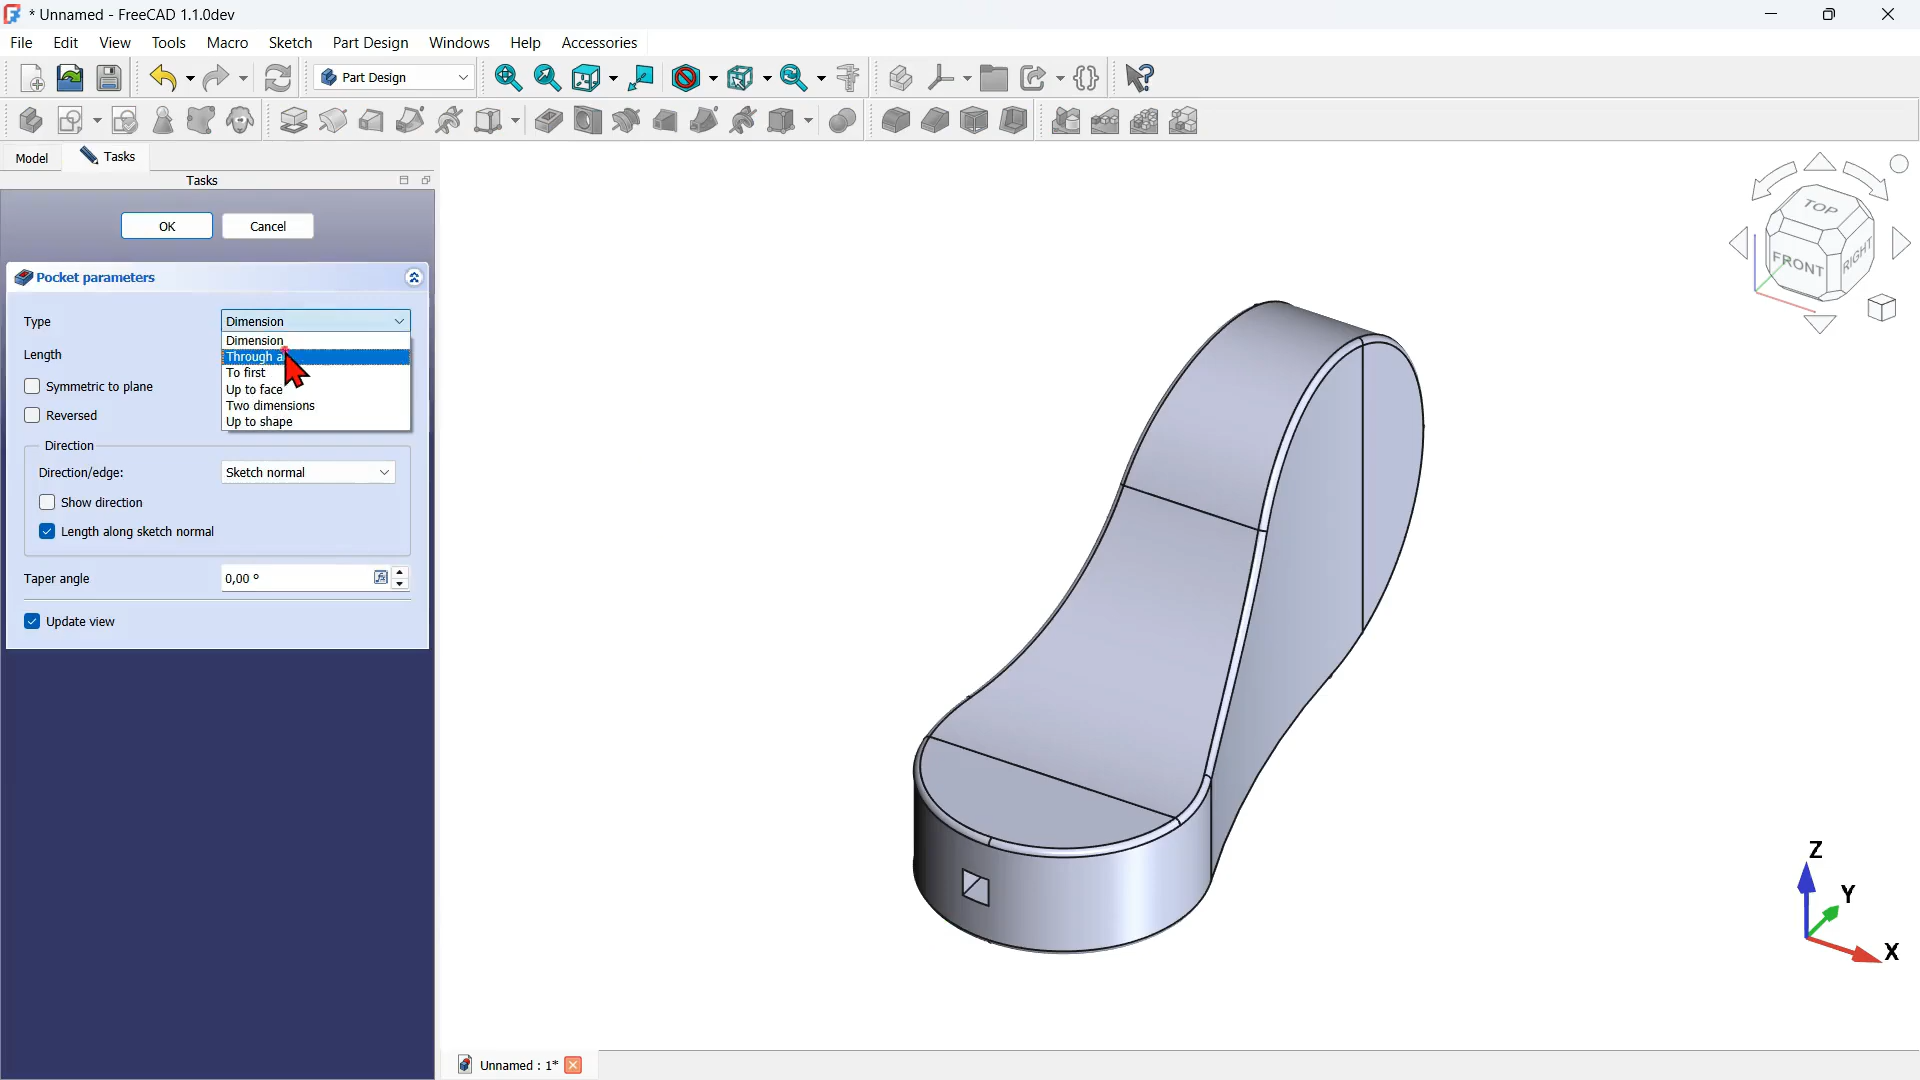 * Unnamed - FreeCAD 1.1.0dev
File Edit View Tools Macro Sketch Part Design Windows Help Accessories
Part Design
Model Tasks
Tasks
OK Cancel
Pocket parameters
Type Dimension
Dimension
Length
Through a
To first
Symmetric to plane
Up to face
Two dimensions
Reversed
Up to shape
Direction
Direction/edge: Sketch normal
Show direction
Length along sketch normal
Taper angle 0,00 °
Update view
TOP
FRONT
RIGHT
Z
Y
X
Unnamed : 1*